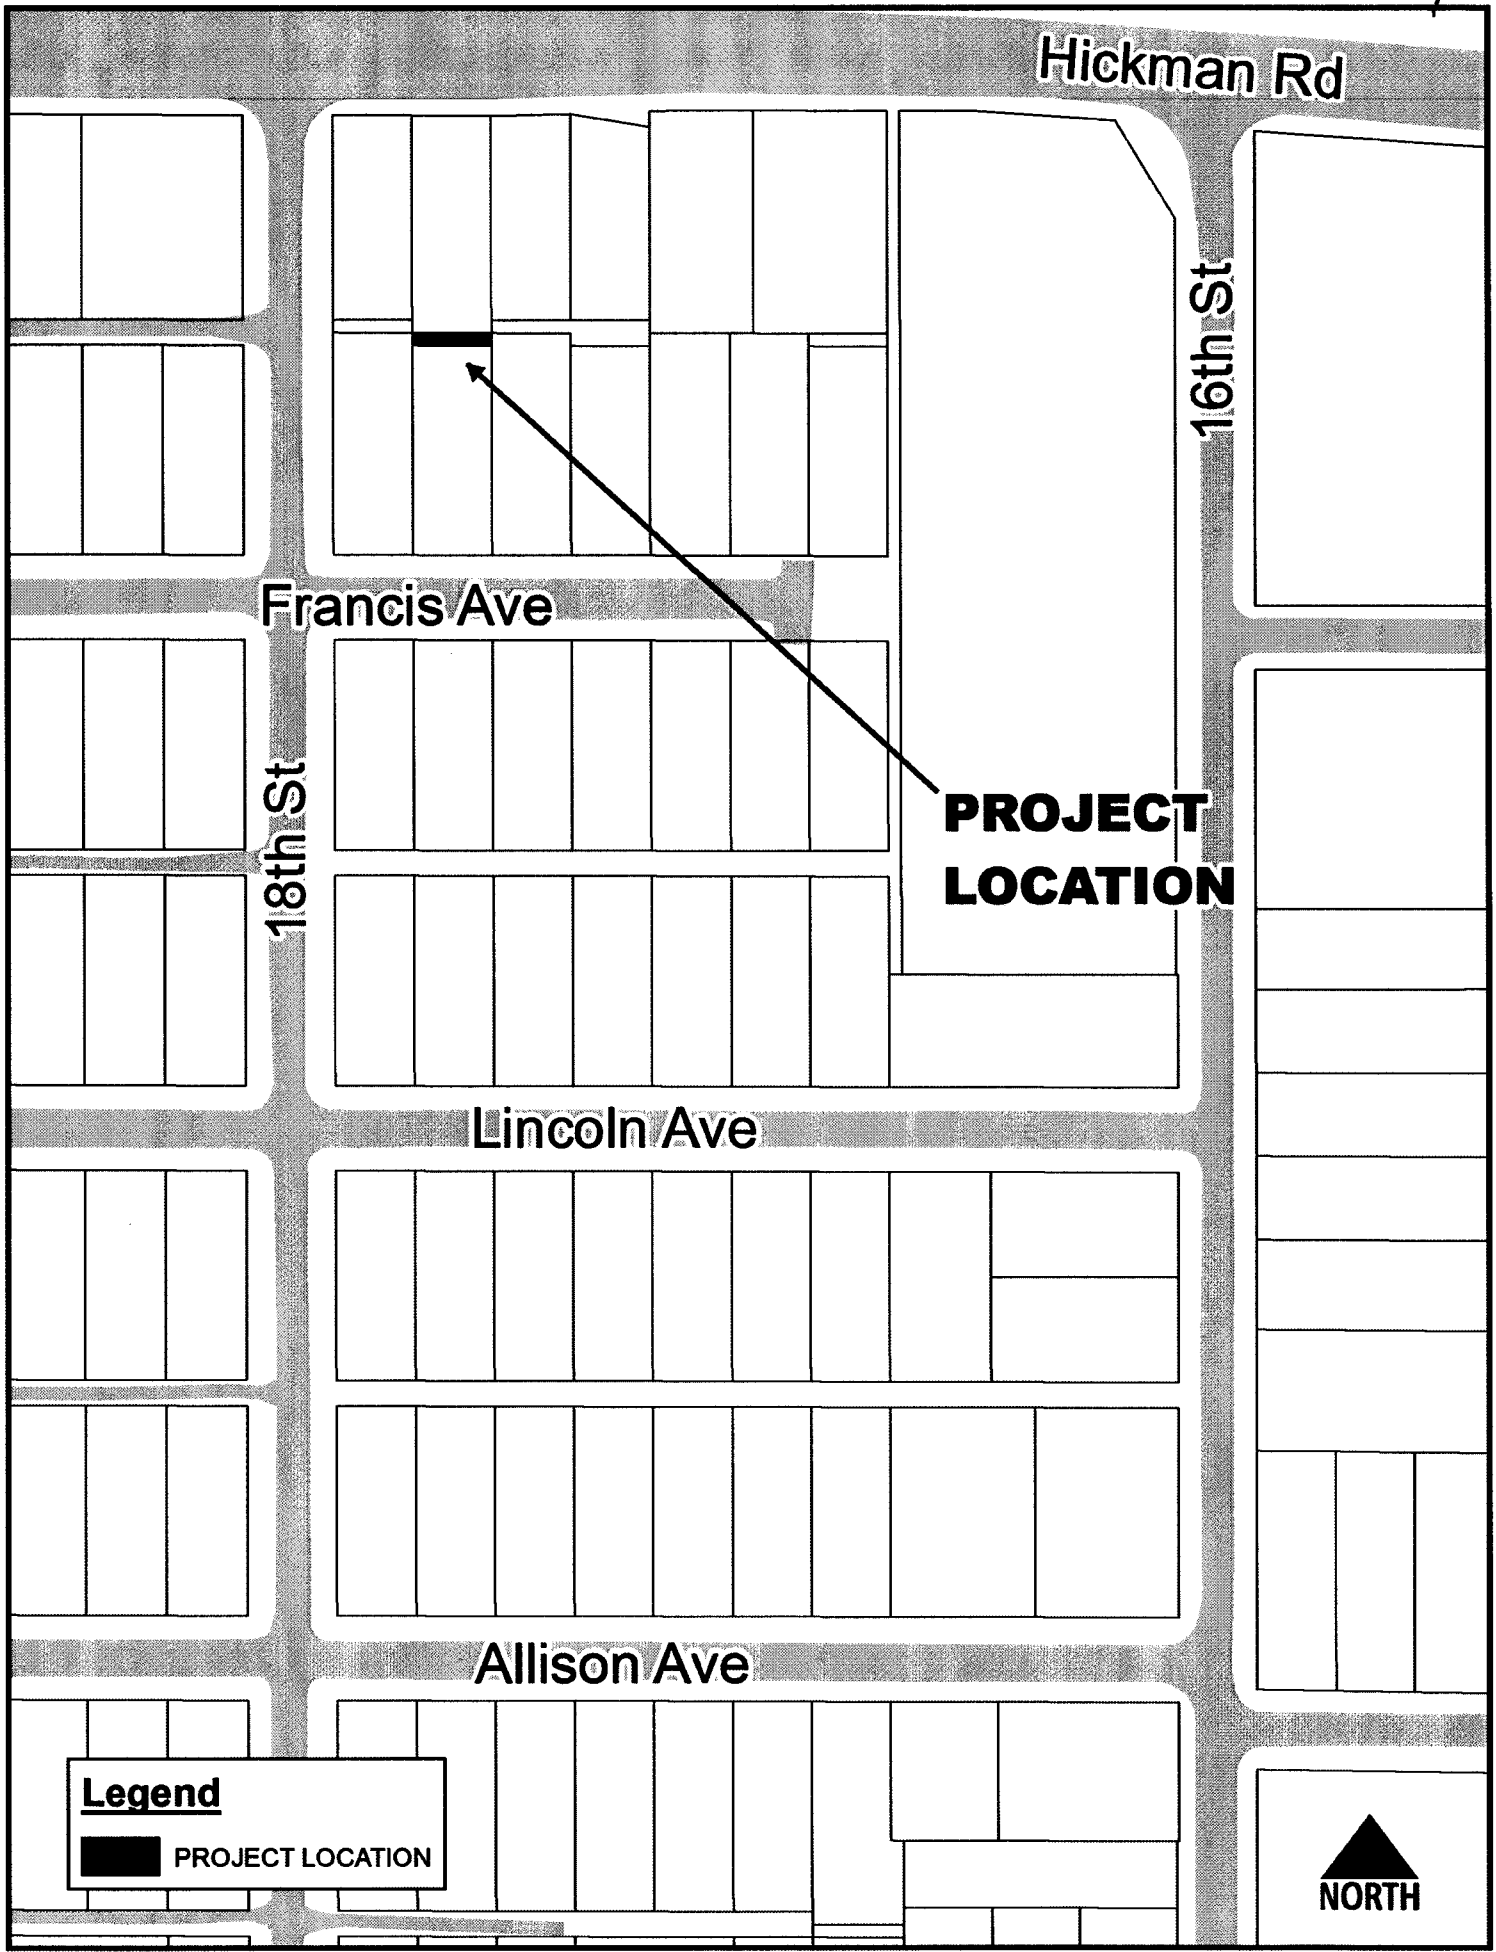 Hickman Rd
16th St
Francis Ave
18th St
PROJECT
LOCATION
Lincoln Ave
Allison Ave
Legend
PROJECT LOCATION
NORTH